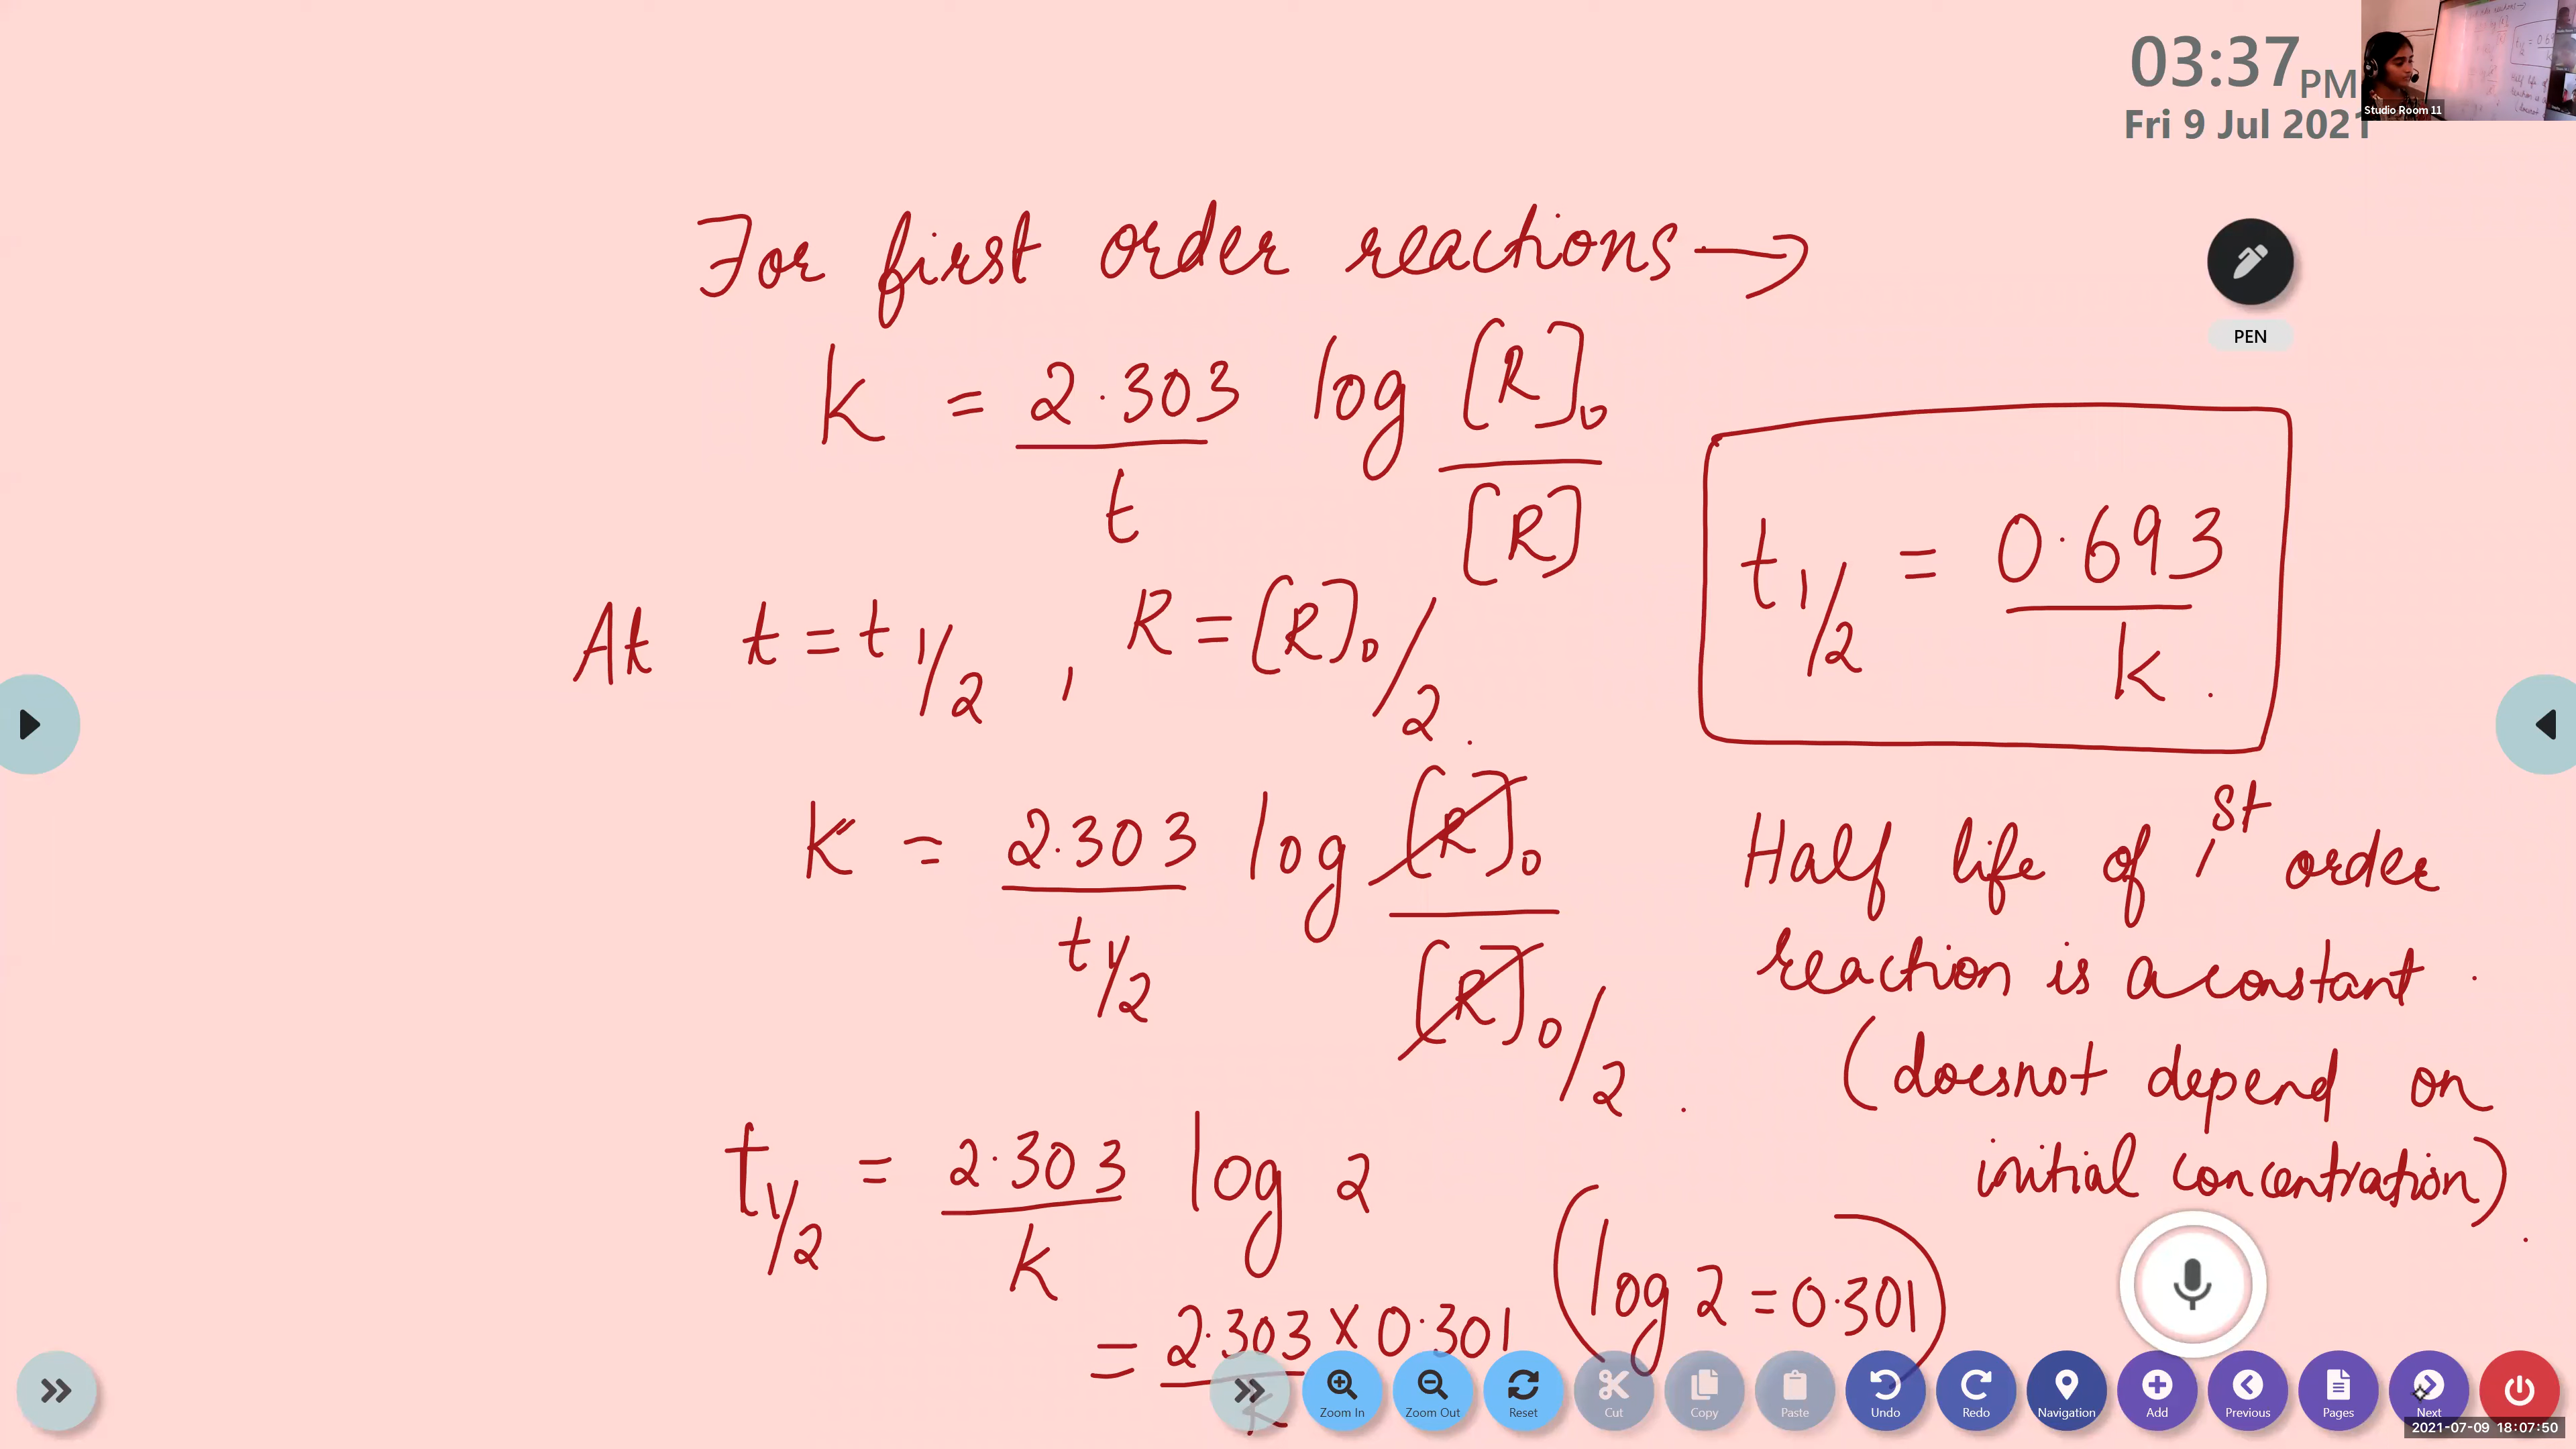 03:37 PM
Fri 9 Jul 2021
Studio Room 11
PEN
For first order reactions →
k = 2.303/t log [R]₀/[R]
At t = t1/2 , R = [R]₀/2.
k = 2.303/t1/2 log [R]₀/[R]₀/2.
t1/2 = 2.303/k log 2
= 2.303 × 0.301/k
(log 2 = 0.301)
t1/2 = 0.693/k.
Half life of 1st order
reaction is a constant.
(doesnot depend on
initial concentration).
Zoom In
Zoom Out
Reset
Cut
Copy
Paste
Undo
Redo
Navigation
Add
Previous
Pages
Next
2021-07-09 18:07:50